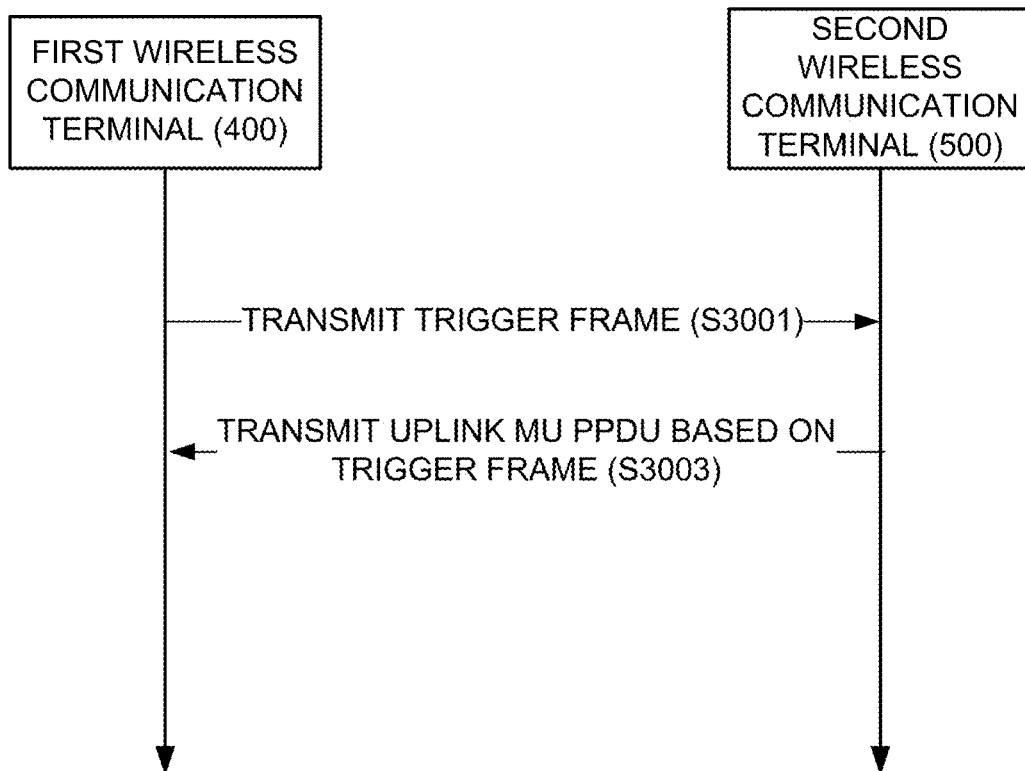 FIRST WIRELESS
COMMUNICATION
TERMINAL (400)
SECOND
WIRELESS
COMMUNICATION
TERMINAL (500)
TRANSMIT TRIGGER FRAME (S3001)
TRANSMIT UPLINK MU PPDU BASED ON
TRIGGER FRAME (S3003)